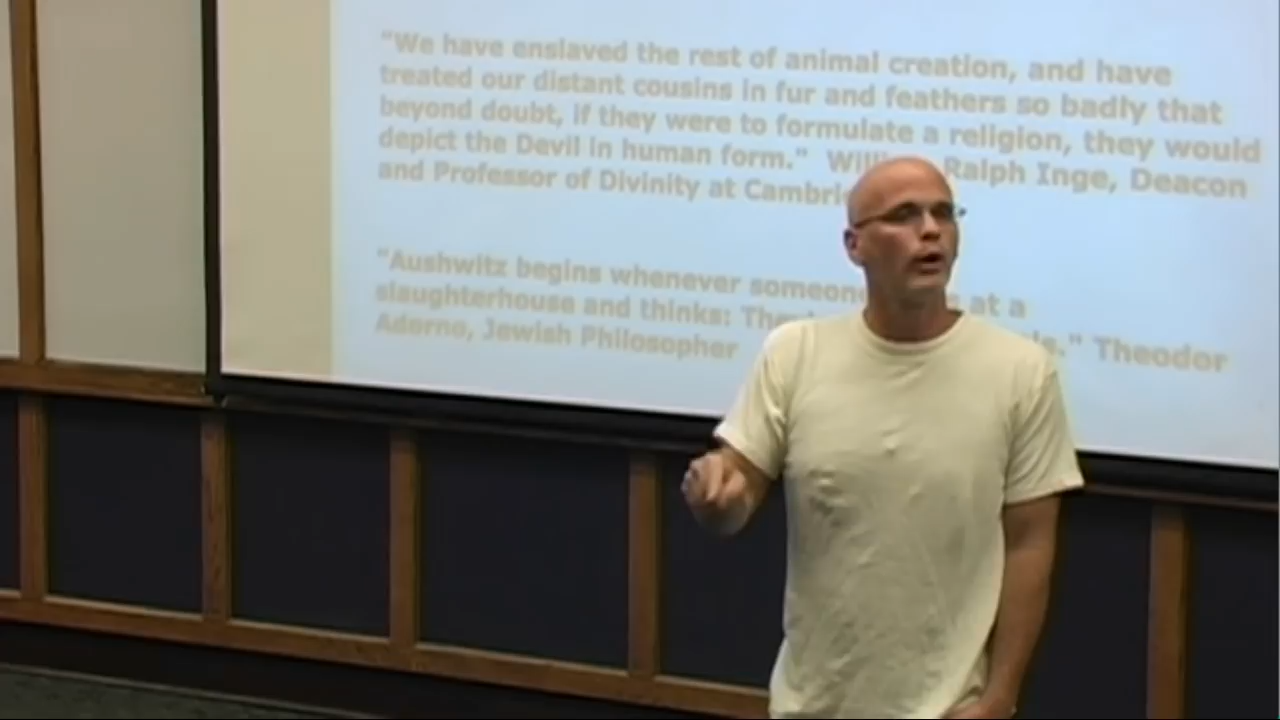 "We have enslaved the rest of animal creation, and have
treated our distant cousins in fur and feathers so badly that
beyond doubt, if they were to formulate a religion, they would
depict the Devil in human form." Ralph Inge, Deacon
and Professor of Divinity at
"Aushwitz begins whenever at a
slaughterhouse and thinks: Theodor
Adorno, Jewish Philosopher